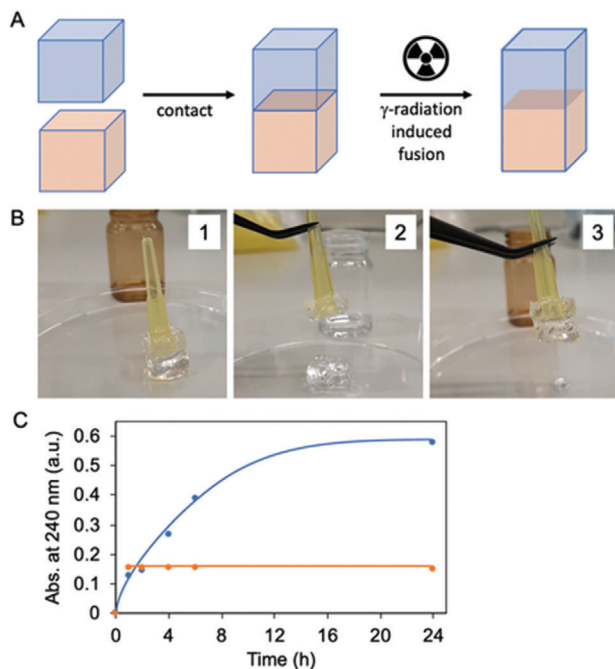 A
contact
γ-radiation
induced
fusion
B
1
2
3
C
Abs. at 240 nm (a.u.)
0.6
0.5
0.4
0.3
0.2
0.1
0
0 4 8 12 16 20 24
Time (h)